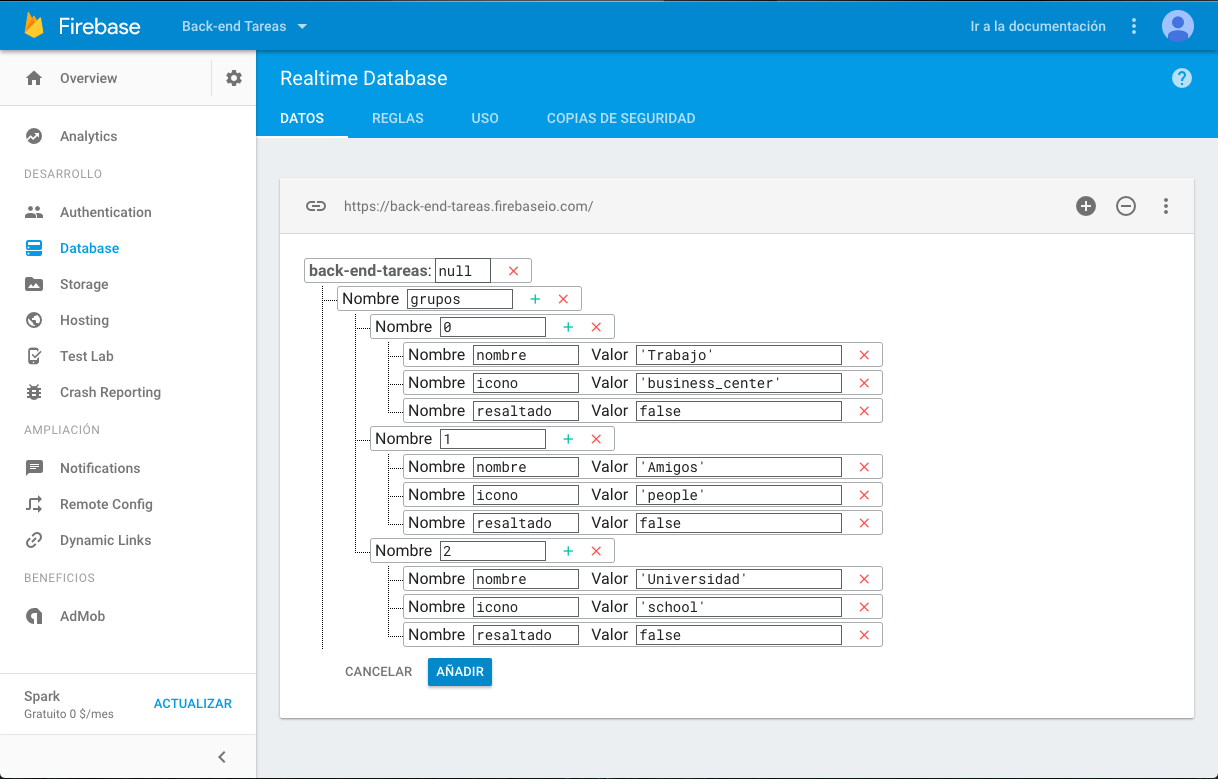 Firebase Back-end Tareas Ir a la documentación
Overview
Realtime Database
DATOS REGLAS USO COPIAS DE SEGURIDAD
Analytics
DESARROLLO
Authentication
Database
Storage
Hosting
Test Lab
Crash Reporting
AMPLIACIÓN
Notifications
Remote Config
Dynamic Links
BENEFICIOS
AdMob
Spark
Gratuito 0 $/mes
ACTUALIZAR
https://back-end-tareas.firebaseio.com/
back-end-tareas: null
Nombre grupos
Nombre 0
Nombre nombre Valor 'Trabajo'
Nombre icono Valor 'business_center'
Nombre resaltado Valor false
Nombre 1
Nombre nombre Valor 'Amigos'
Nombre icono Valor 'people'
Nombre resaltado Valor false
Nombre 2
Nombre nombre Valor 'Universidad'
Nombre icono Valor 'school'
Nombre resaltado Valor false
CANCELAR AÑADIR